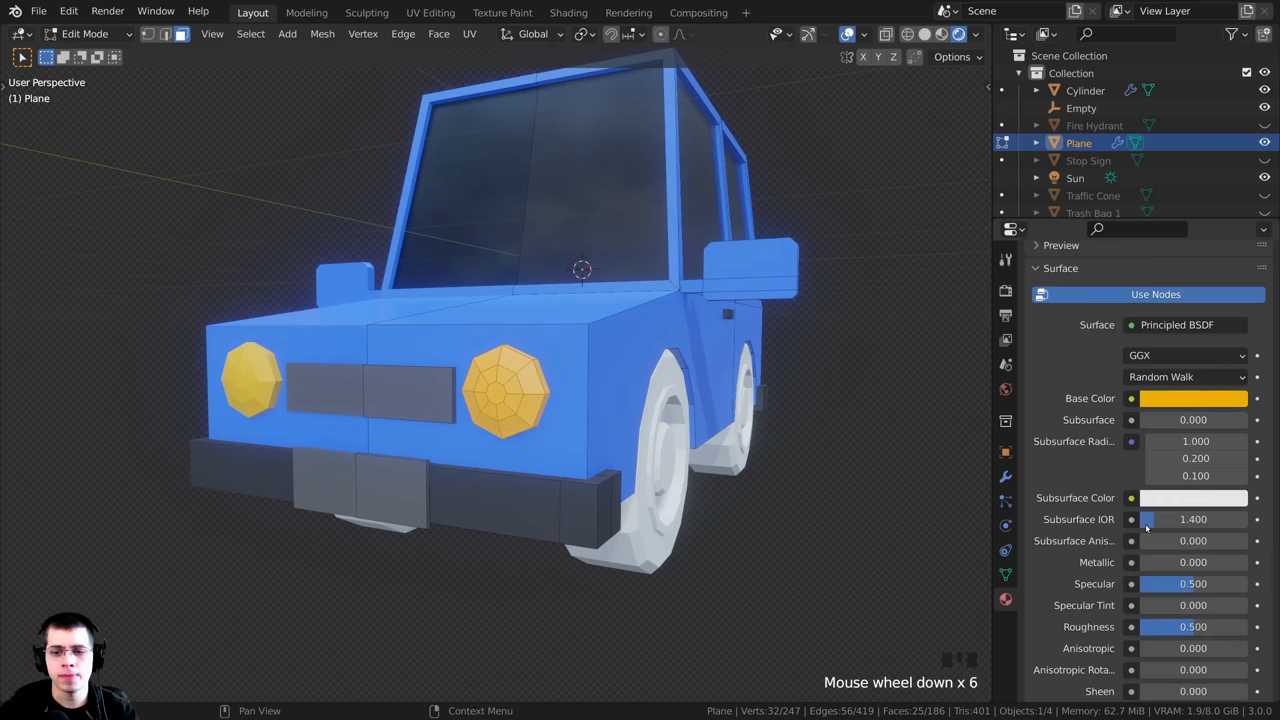 File Edit Render Window Help Layout Modeling Sculpting UV Editing Texture Paint Shading Rendering Compositing + Scene View Layer
Edit Mode View Select Add Mesh Vertex Edge Face UV Global
X Y Z Options
User Perspective
(1) Plane
Scene Collection
Collection
Cylinder
Empty
Fire Hydrant
Plane
Stop Sign
Sun
Traffic Cone
Trash Bag 1
Preview
Surface
Use Nodes
Surface Principled BSDF
GGX
Random Walk
Base Color
Subsurface 0.000
Subsurface Radi... 1.000
0.200
0.100
Subsurface Color
Subsurface IOR 1.400
Subsurface Anis... 0.000
Metallic 0.000
Specular 0.500
Specular Tint 0.000
Roughness 0.500
Anisotropic 0.000
Anisotropic Rota... 0.000
Sheen 0.000
Mouse wheel down x 6
Pan View Context Menu Plane | Verts:32/247 | Edges:56/419 | Faces:25/186 | Tris:401 | Objects:1/4 | Memory: 62.7 MiB | VRAM: 1.9/8.0 GiB | 3.0.0